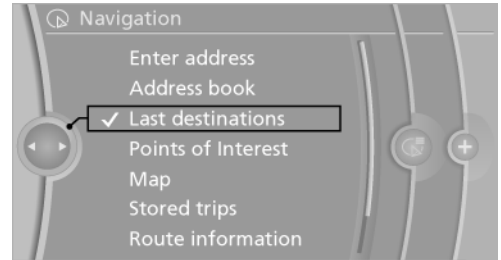 Navigation
Enter address
Address book
Last destinations
Points of Interest
Map
Stored trips
Route information